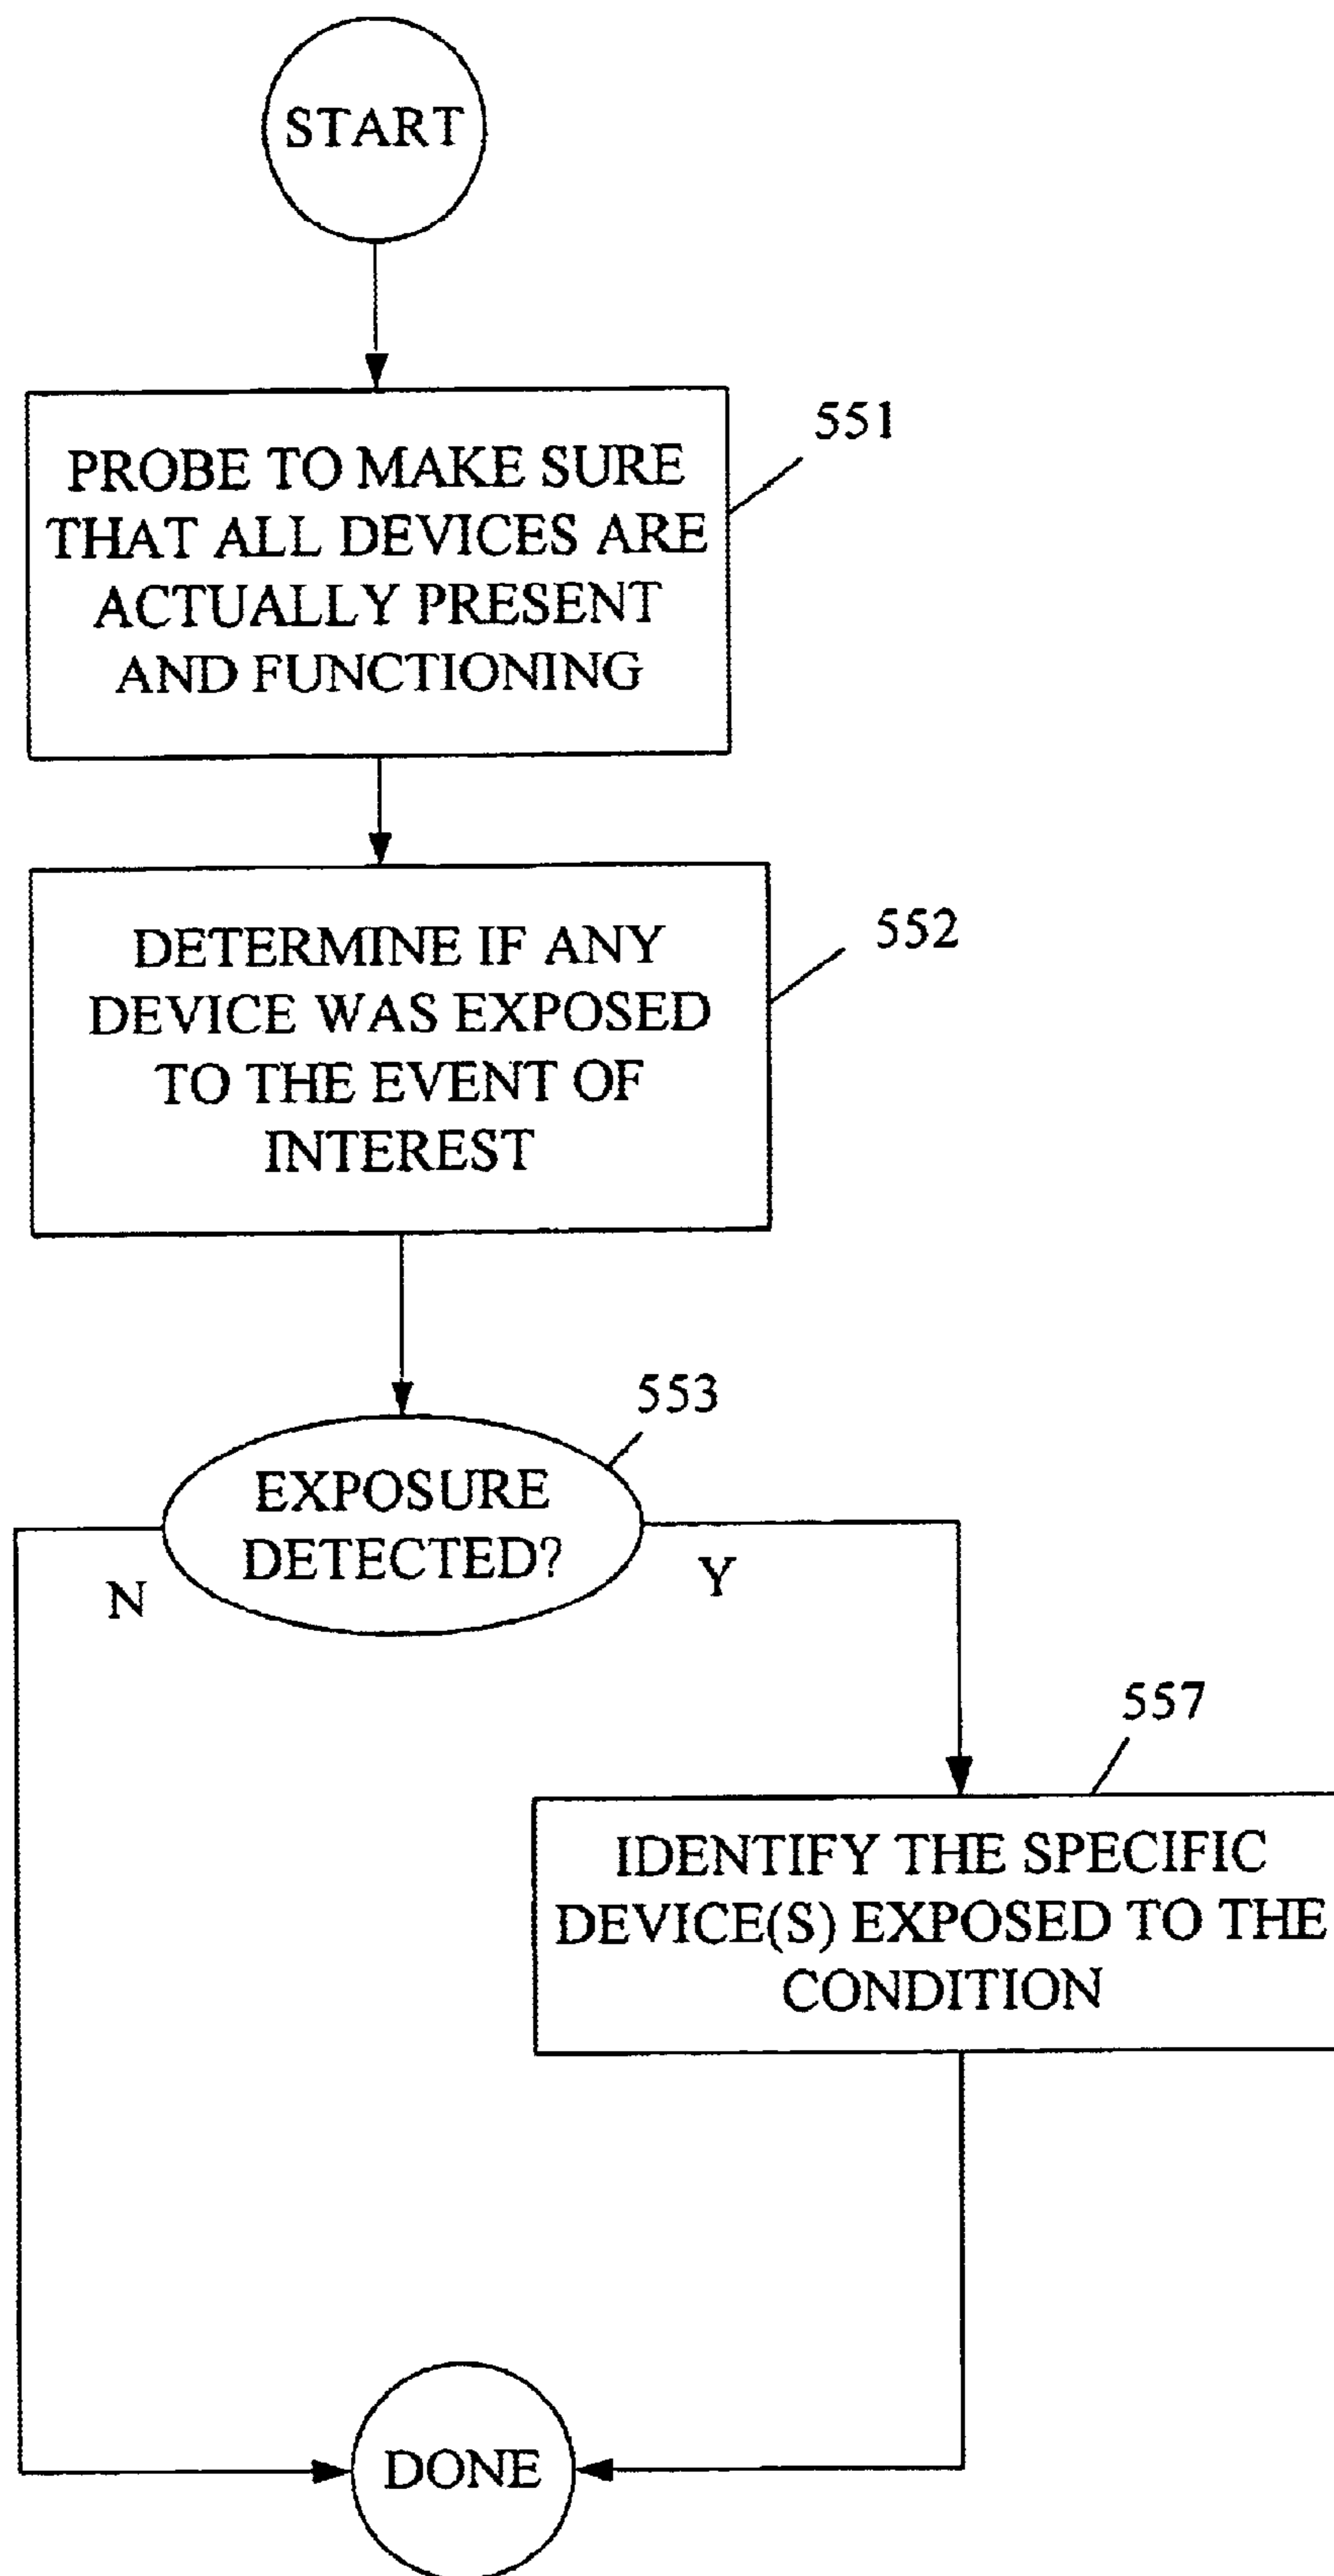 START
551
PROBE TO MAKE SURE
THAT ALL DEVICES ARE
ACTUALLY PRESENT
AND FUNCTIONING
552
DETERMINE IF ANY
DEVICE WAS EXPOSED
TO THE EVENT OF
INTEREST
553
EXPOSURE
DETECTED?
N
Y
557
IDENTIFY THE SPECIFIC
DEVICE(S) EXPOSED TO THE
CONDITION
DONE